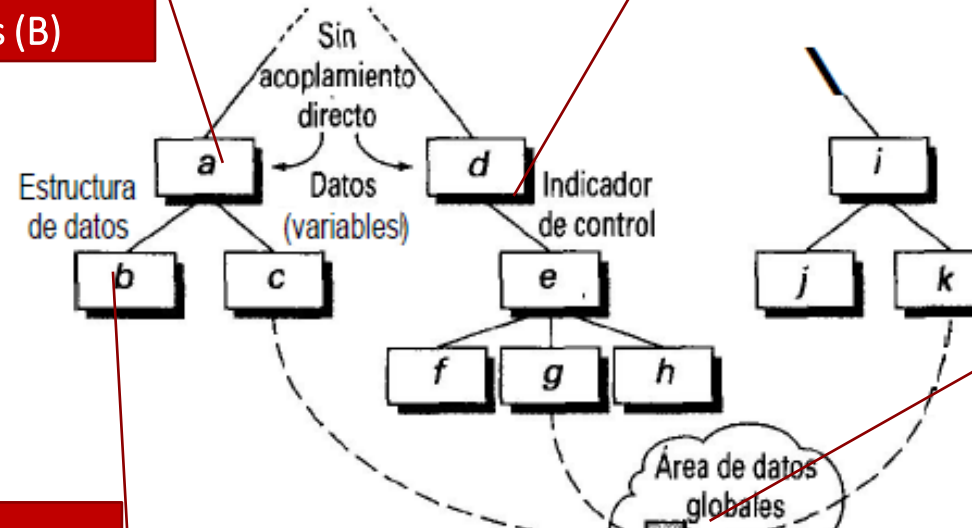 s (B)
Sin
acoplamiento
directo
a
d
i
Estructura
de datos
Datos
(variables)
Indicador
de control
b
c
e
j
k
f
g
h
Área de datos
globales